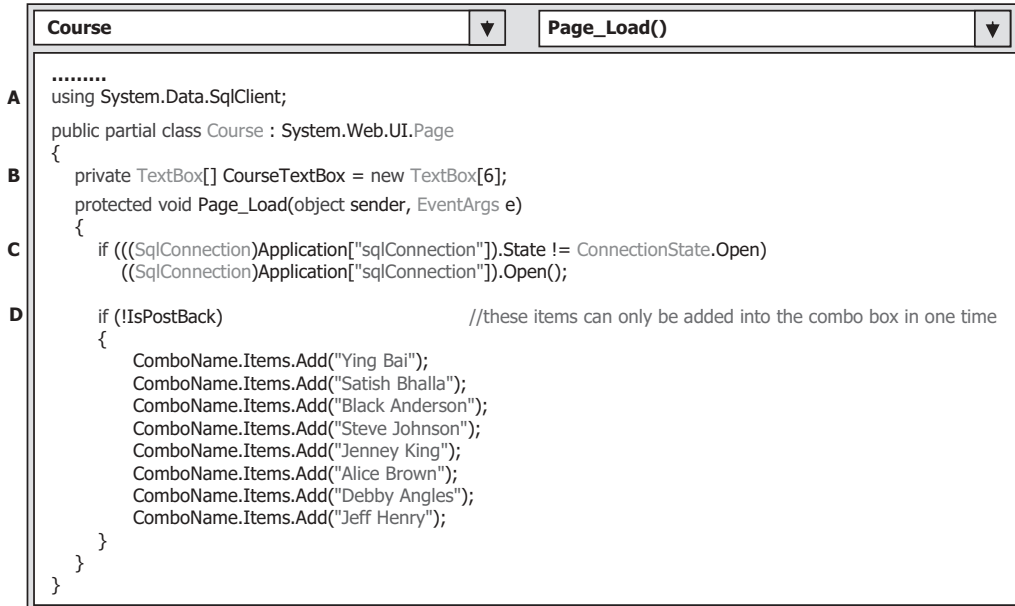 Course Page_Load()
………
A using System.Data.SqlClient;
public partial class Course : System.Web.UI.Page
{
B private TextBox[] CourseTextBox = new TextBox[6];
protected void Page_Load(object sender, EventArgs e)
{
C if (((SqlConnection)Application["sqlConnection"]).State != ConnectionState.Open)
((SqlConnection)Application["sqlConnection"]).Open();
D if (!IsPostBack) //these items can only be added into the combo box in one time
{
ComboName.Items.Add("Ying Bai");
ComboName.Items.Add("Satish Bhalla");
ComboName.Items.Add("Black Anderson");
ComboName.Items.Add("Steve Johnson");
ComboName.Items.Add("Jenney King");
ComboName.Items.Add("Alice Brown");
ComboName.Items.Add("Debby Angles");
ComboName.Items.Add("Jeff Henry");
}
}
}